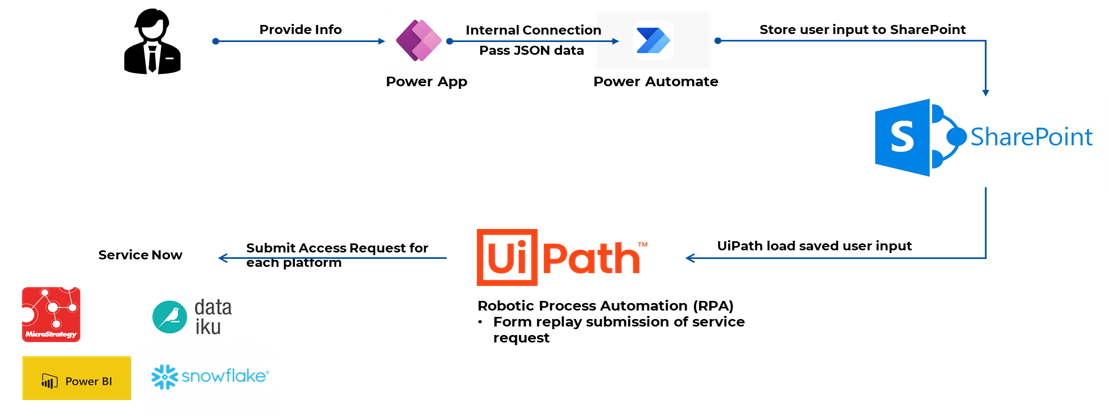 Provide Info
Internal Connection
Pass JSON data
Store user input to SharePoint
Power App
Power Automate
S
SharePoint
UiPath load saved user input
UiPath™
Submit Access Request for
each platform
Service Now
Robotic Process Automation (RPA)
• Form replay submission of service
request
MicroStrategy
data
iku
Power BI
snowflake®